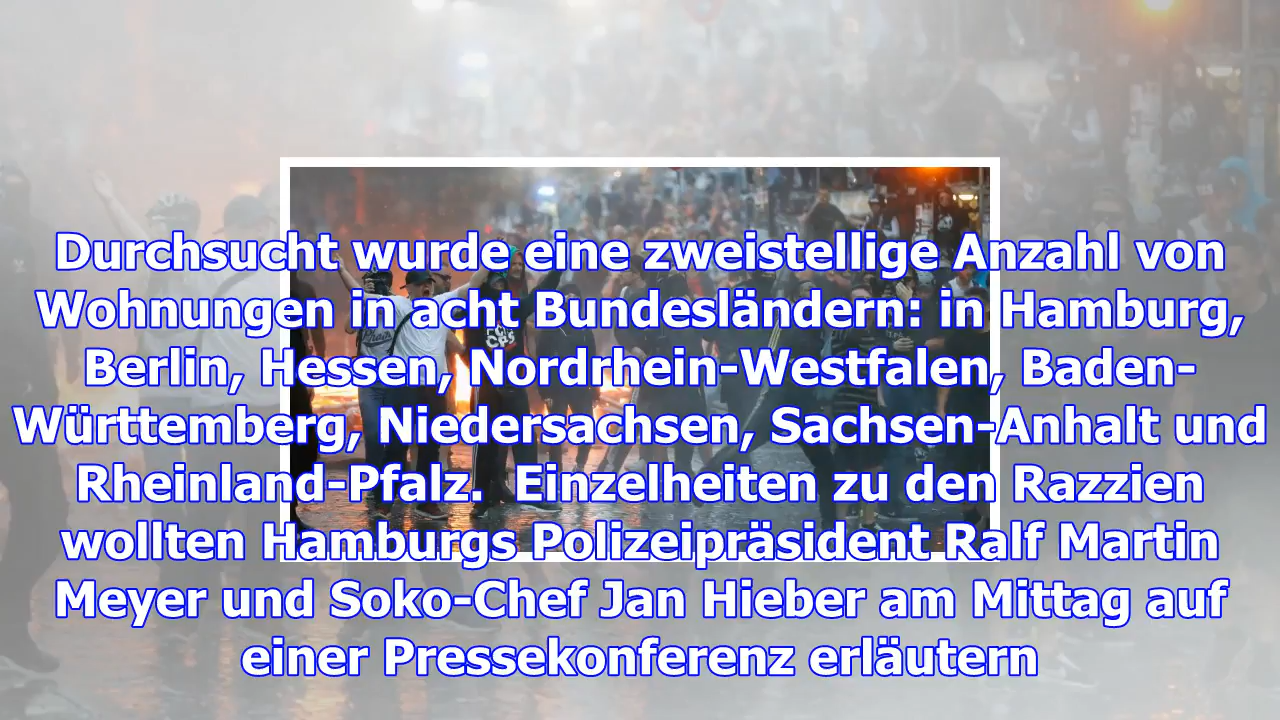 Durchsucht wurde eine zweistellige Anzahl von
Wohnungen in acht Bundesländern: in Hamburg,
Berlin, Hessen, Nordrhein-Westfalen, Baden-
Württemberg, Niedersachsen, Sachsen-Anhalt und
Rheinland-Pfalz.  Einzelheiten zu den Razzien
wollten Hamburgs Polizeipräsident Ralf Martin
Meyer und Soko-Chef Jan Hieber am Mittag auf
einer Pressekonferenz erläutern